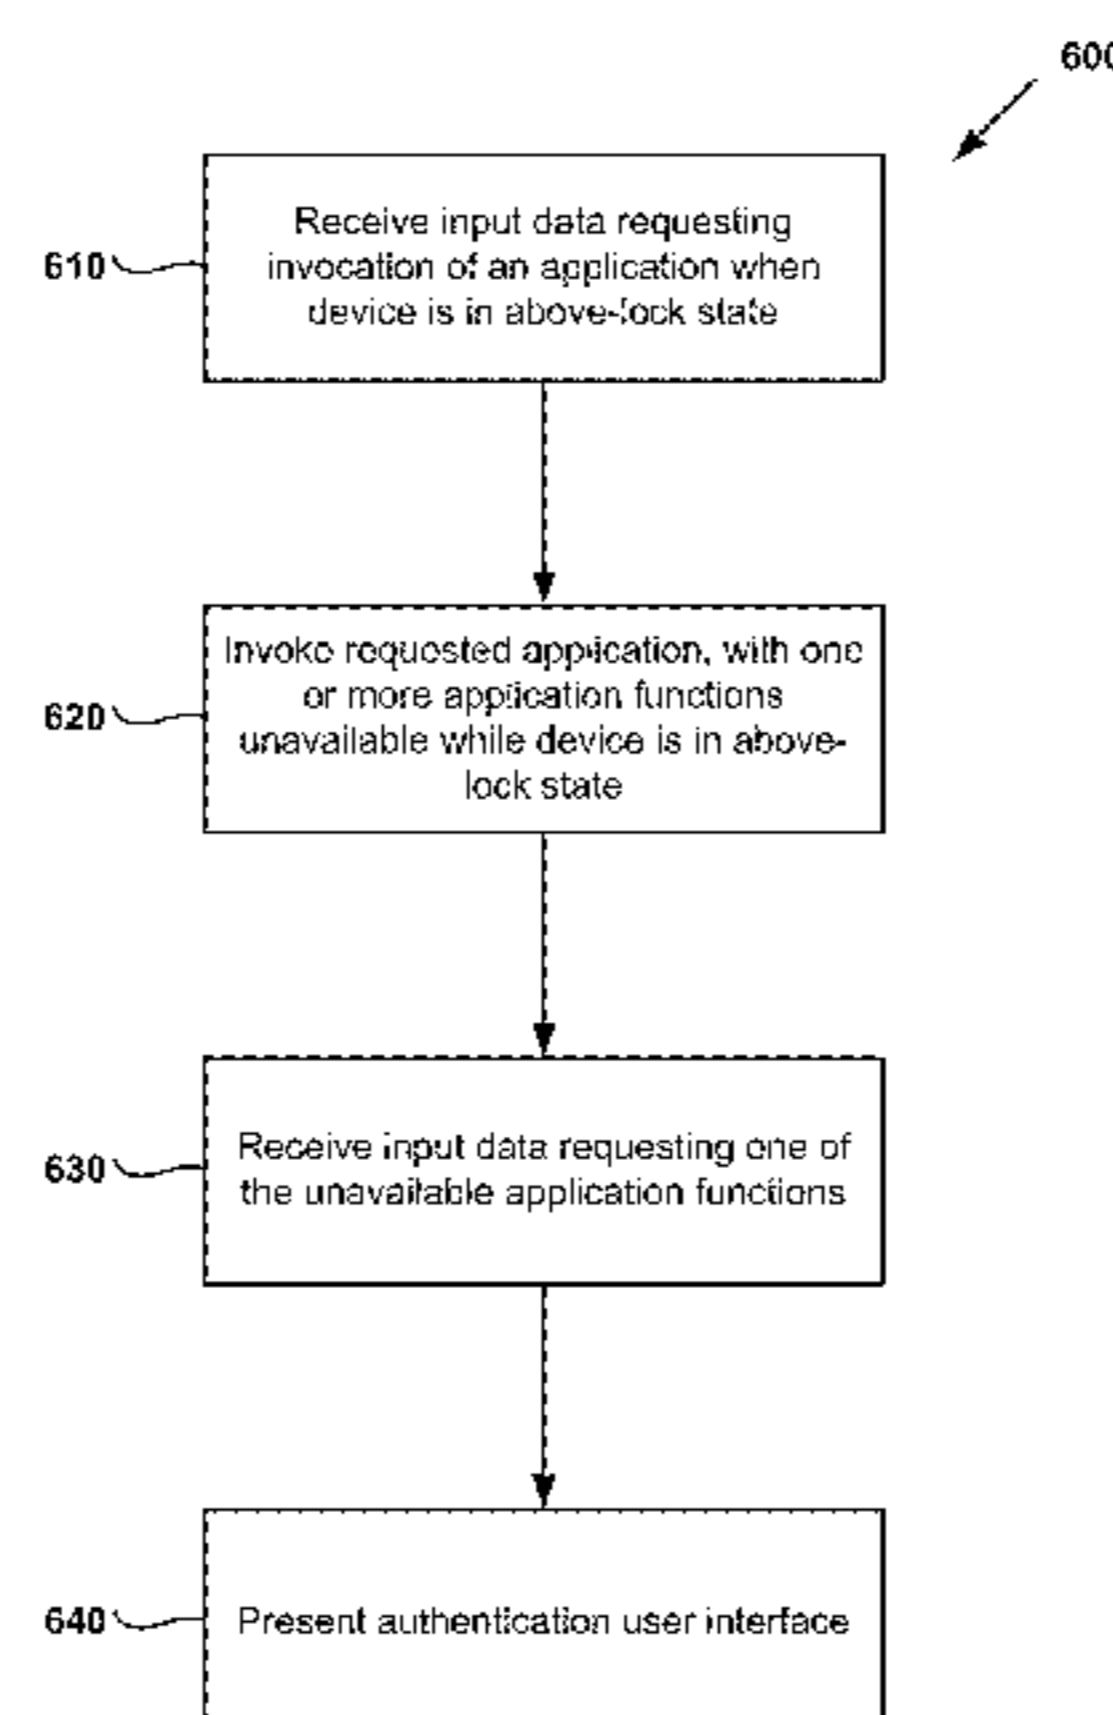 600
Receive input data requesting
610
invocation of an application when
device is in above-lock state
Invoke requested application, with one
or more application functions
620
unavailable while device is in above-
lock state
Receive input data requesting one of
630
the unavailable application functions
640
Present authentication user interface